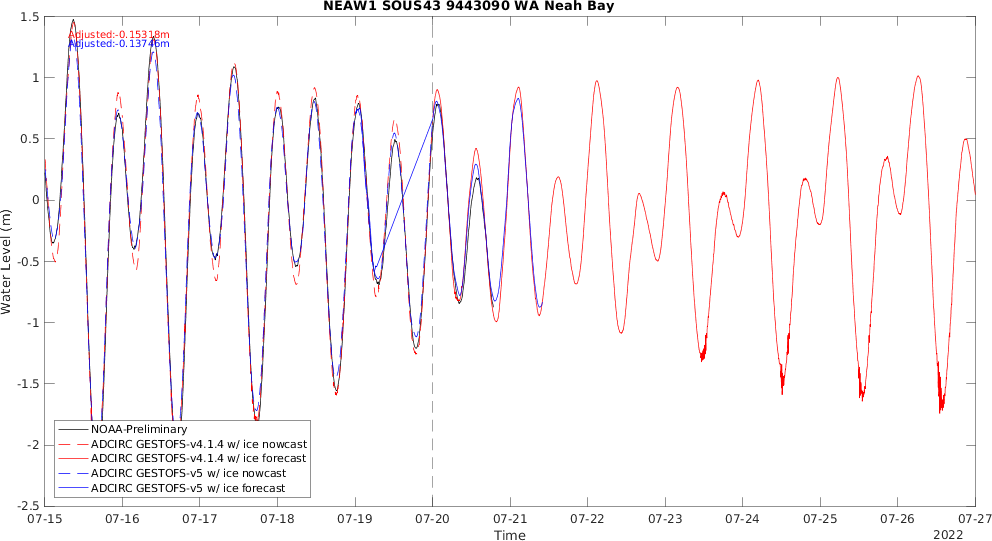 NEAW1 SOUS43 9443090 WA Neah Bay
Adjusted:-0.15318m
Adjusted:-0.13746m
1.5
1
0.5
0
-0.5
-1
-1.5
-2
-2.5
Water Level (m)
NOAA-Preliminary
ADCIRC GESTOFS-v4.1.4 w/ ice nowcast
ADCIRC GESTOFS-v4.1.4 w/ ice forecast
ADCIRC GESTOFS-v5 w/ ice nowcast
ADCIRC GESTOFS-v5 w/ ice forecast
07-15 07-16 07-17 07-18 07-19 07-20 07-21 07-22 07-23 07-24 07-25 07-26 07-27
Time
2022